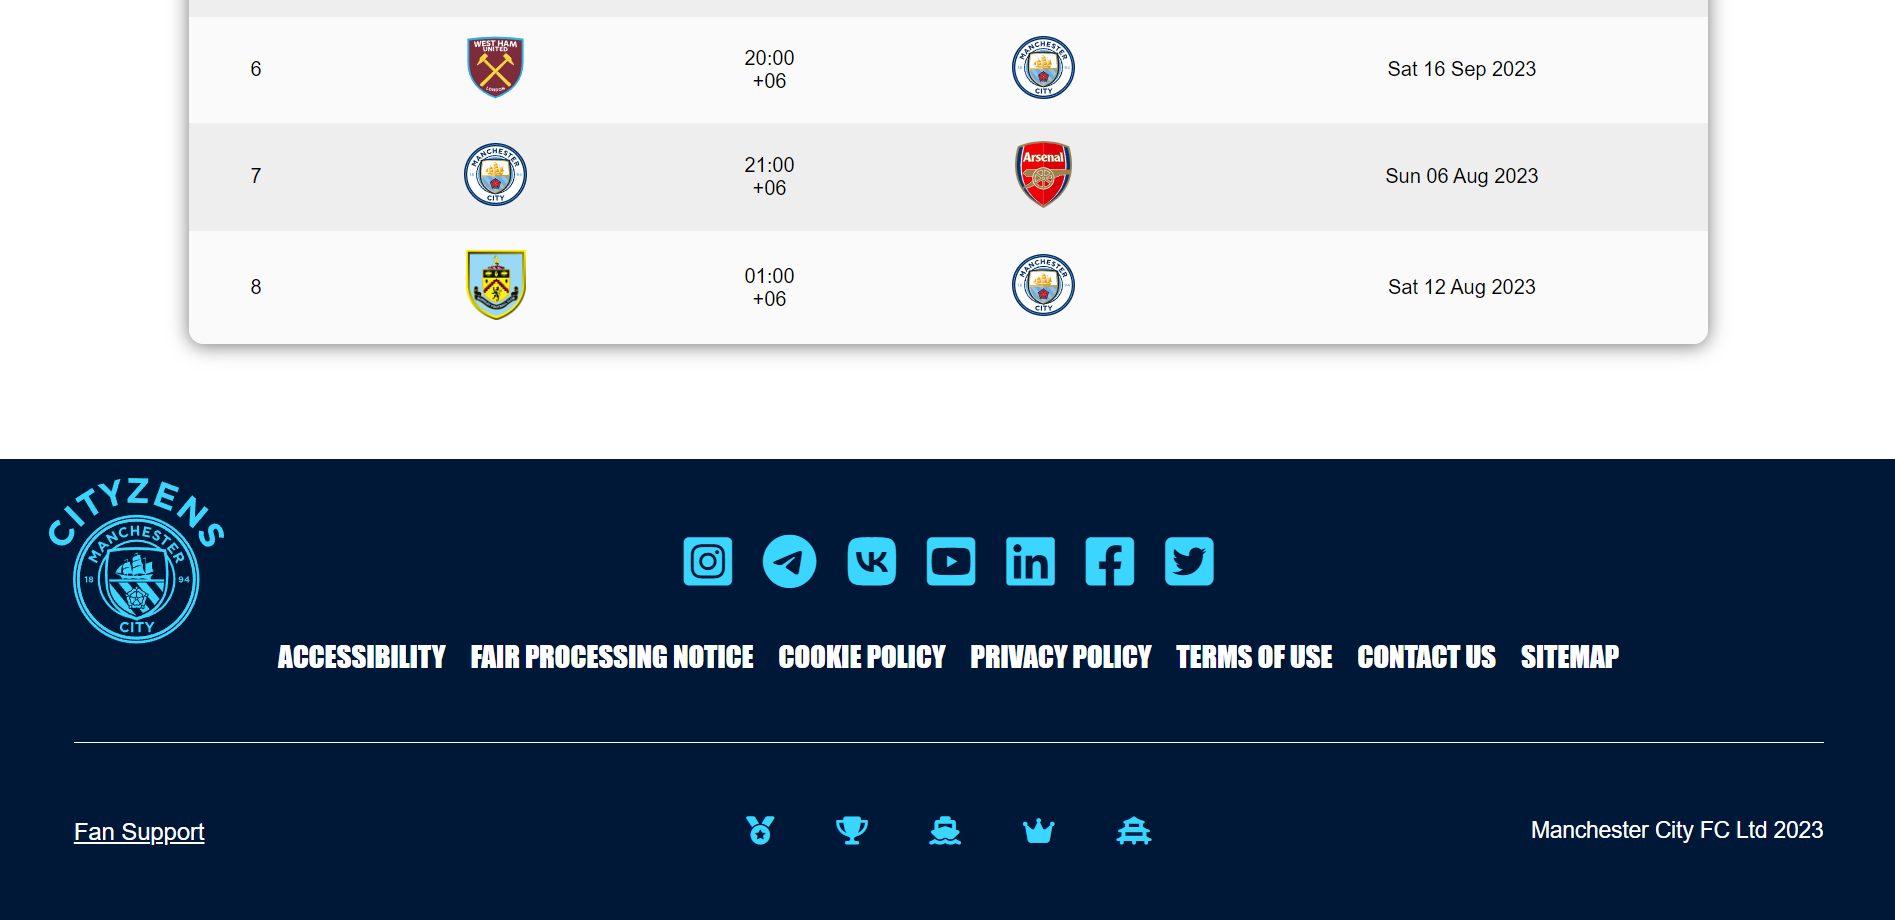 6
WEST HAM
UNITED
LONDON
20:00
+06
MANCHESTER
CITY
Sat 16 Sep 2023
7
MANCHESTER
CITY
21:00
+06
Arsenal
Sun 06 Aug 2023
8
01:00
+06
MANCHESTER
CITY
Sat 12 Aug 2023
CITYZENS
MANCHESTER
18 94
CITY
ACCESSIBILITY FAIR PROCESSING NOTICE COOKIE POLICY PRIVACY POLICY TERMS OF USE CONTACT US SITEMAP
Fan Support
Manchester City FC Ltd 2023